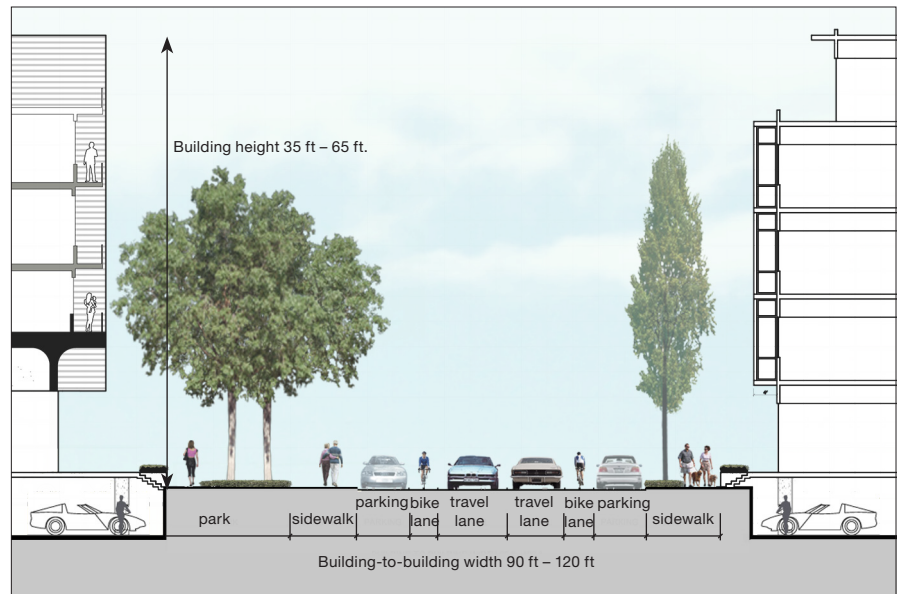 Building height 35 ft – 65 ft.
park
sidewalk
parking
bike
lane
travel
lane
travel
lane
bike
lane
parking
sidewalk
Building-to-building width 90 ft – 120 ft